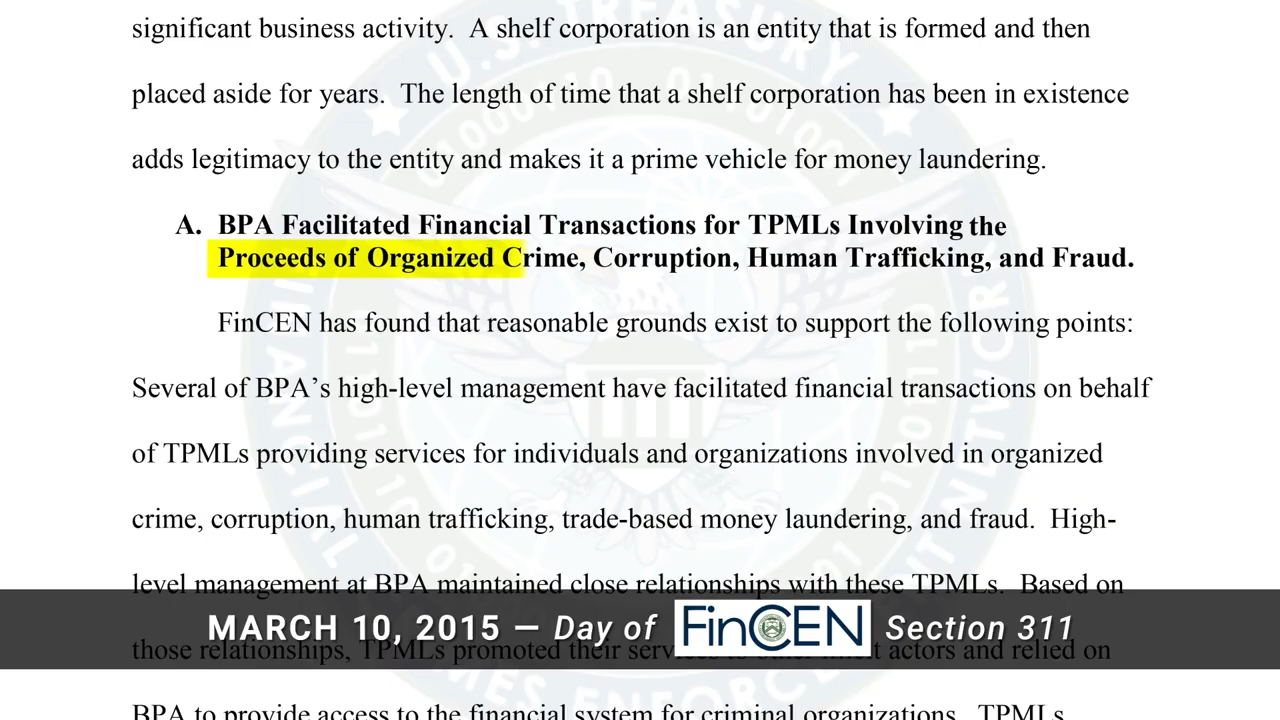 significant business activity.  A shelf corporation is an entity that is formed and then
placed aside for years.  The length of time that a shelf corporation has been in existence
adds legitimacy to the entity and makes it a prime vehicle for money laundering.
A. BPA Facilitated Financial Transactions for TPMLs Involving the
Proceeds of Organized Crime, Corruption, Human Trafficking, and Fraud.
FinCEN has found that reasonable grounds exist to support the following points:
Several of BPA’s high-level management have facilitated financial transactions on behalf
of TPMLs providing services for individuals and organizations involved in organized
crime, corruption, human trafficking, trade-based money laundering, and fraud.  High-
level management at BPA maintained close relationships with these TPMLs.  Based on
MARCH 10, 2015 — Day of FinCEN Section 311
those relationships, TPMLs promoted their services to other illicit actors and relied on
BPA to provide access to the financial system for criminal organizations.  TPMLs